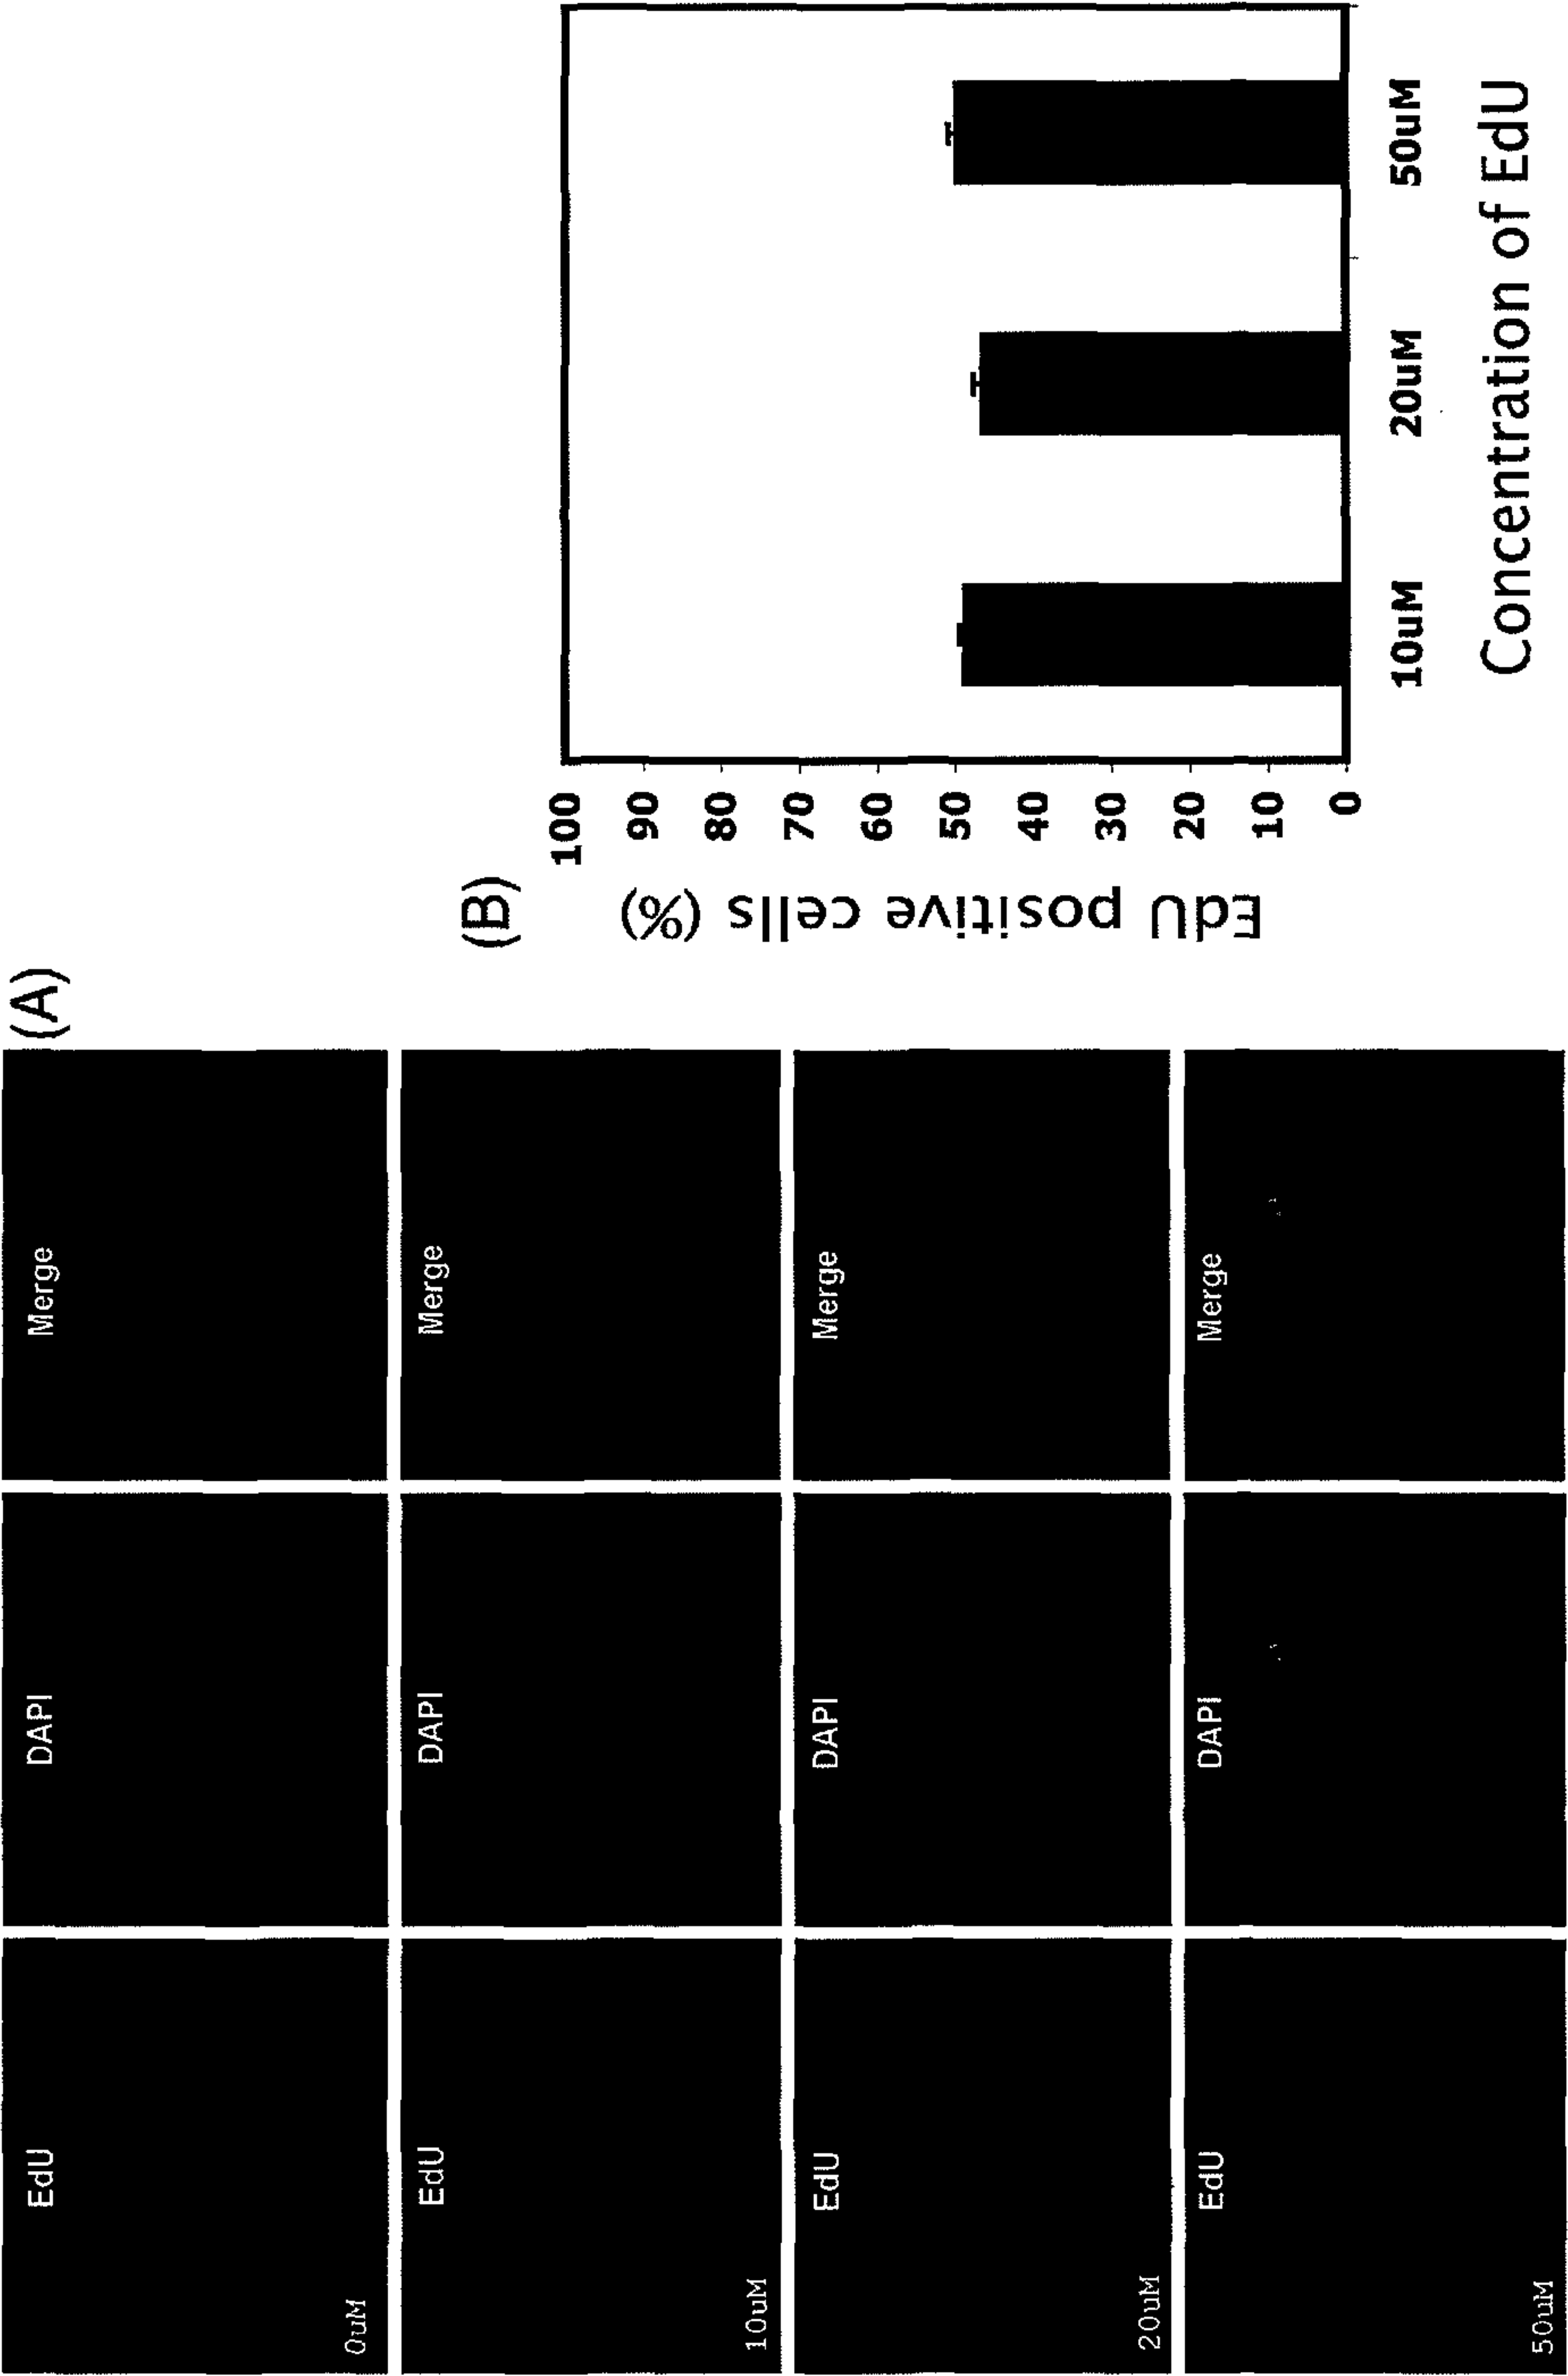 (A)
EdU
DAPI
Merge
0uM
EdU
DAPI
Merge
10uM
EdU
DAPI
Merge
20uM
EdU
DAPI
Merge
50uM
(B)
EdU positive cells (%)
100
90
80
70
60
50
40
30
20
10
0
10uM 20uM 50uM
Concentration of EdU